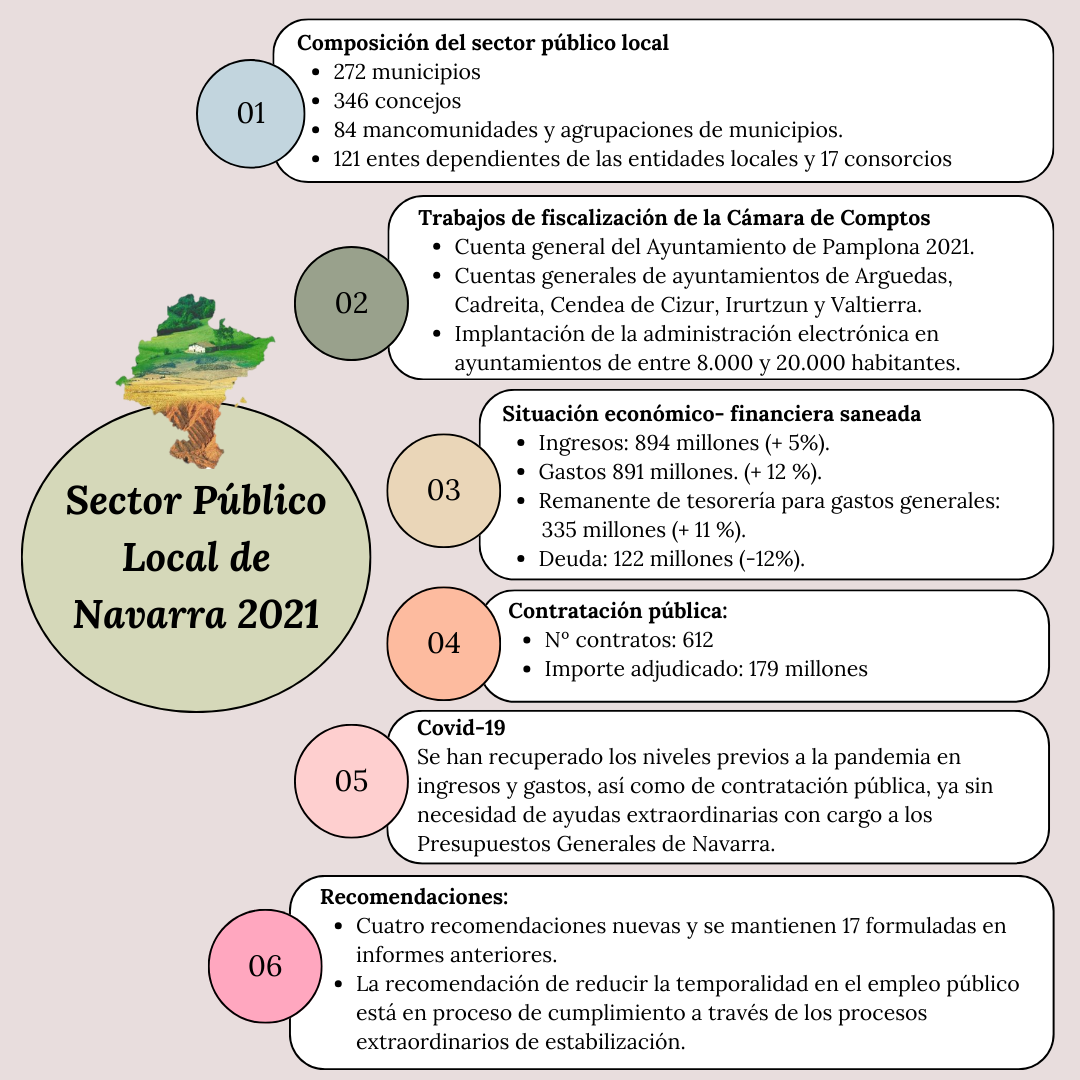 Sector Público
Local de
Navarra 2021
01
Composición del sector público local
• 272 municipios
• 346 concejos
• 84 mancomunidades y agrupaciones de municipios.
• 121 entes dependientes de las entidades locales y 17 consorcios
02
Trabajos de fiscalización de la Cámara de Comptos
• Cuenta general del Ayuntamiento de Pamplona 2021.
• Cuentas generales de ayuntamientos de Arguedas,
Cadreita, Cendea de Cizur, Irurtzun y Valtierra.
• Implantación de la administración electrónica en
ayuntamientos de entre 8.000 y 20.000 habitantes.
03
Situación económico- financiera saneada
• Ingresos: 894 millones (+ 5%).
• Gastos 891 millones. (+ 12 %).
• Remanente de tesorería para gastos generales:
335 millones (+ 11 %).
• Deuda: 122 millones (-12%).
04
Contratación pública:
• Nº contratos: 612
• Importe adjudicado: 179 millones
05
Covid-19
Se han recuperado los niveles previos a la pandemia en
ingresos y gastos, así como de contratación pública, ya sin
necesidad de ayudas extraordinarias con cargo a los
Presupuestos Generales de Navarra.
06
Recomendaciones:
• Cuatro recomendaciones nuevas y se mantienen 17 formuladas en
informes anteriores.
• La recomendación de reducir la temporalidad en el empleo público
está en proceso de cumplimiento a través de los procesos
extraordinarios de estabilización.